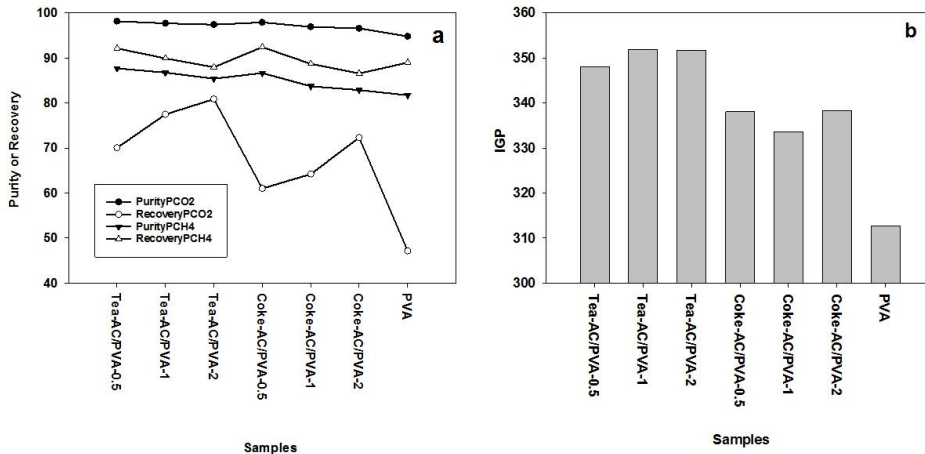 a
100
90
80
70
60
50
40
Purity or Recovery
PurityPCO2
RecoveryPCO2
PurityPCH4
RecoveryPCH4
Tea-AC/PVA-0.5
Tea-AC/PVA-1
Tea-AC/PVA-2
Coke-AC/PVA-0.5
Coke-AC/PVA-1
Coke-AC/PVA-2
PVA
Samples
b
360
350
340
330
320
310
300
IGP
Tea-AC/PVA-0.5
Tea-AC/PVA-1
Tea-AC/PVA-2
Coke-AC/PVA-0.5
Coke-AC/PVA-1
Coke-AC/PVA-2
PVA
Samples